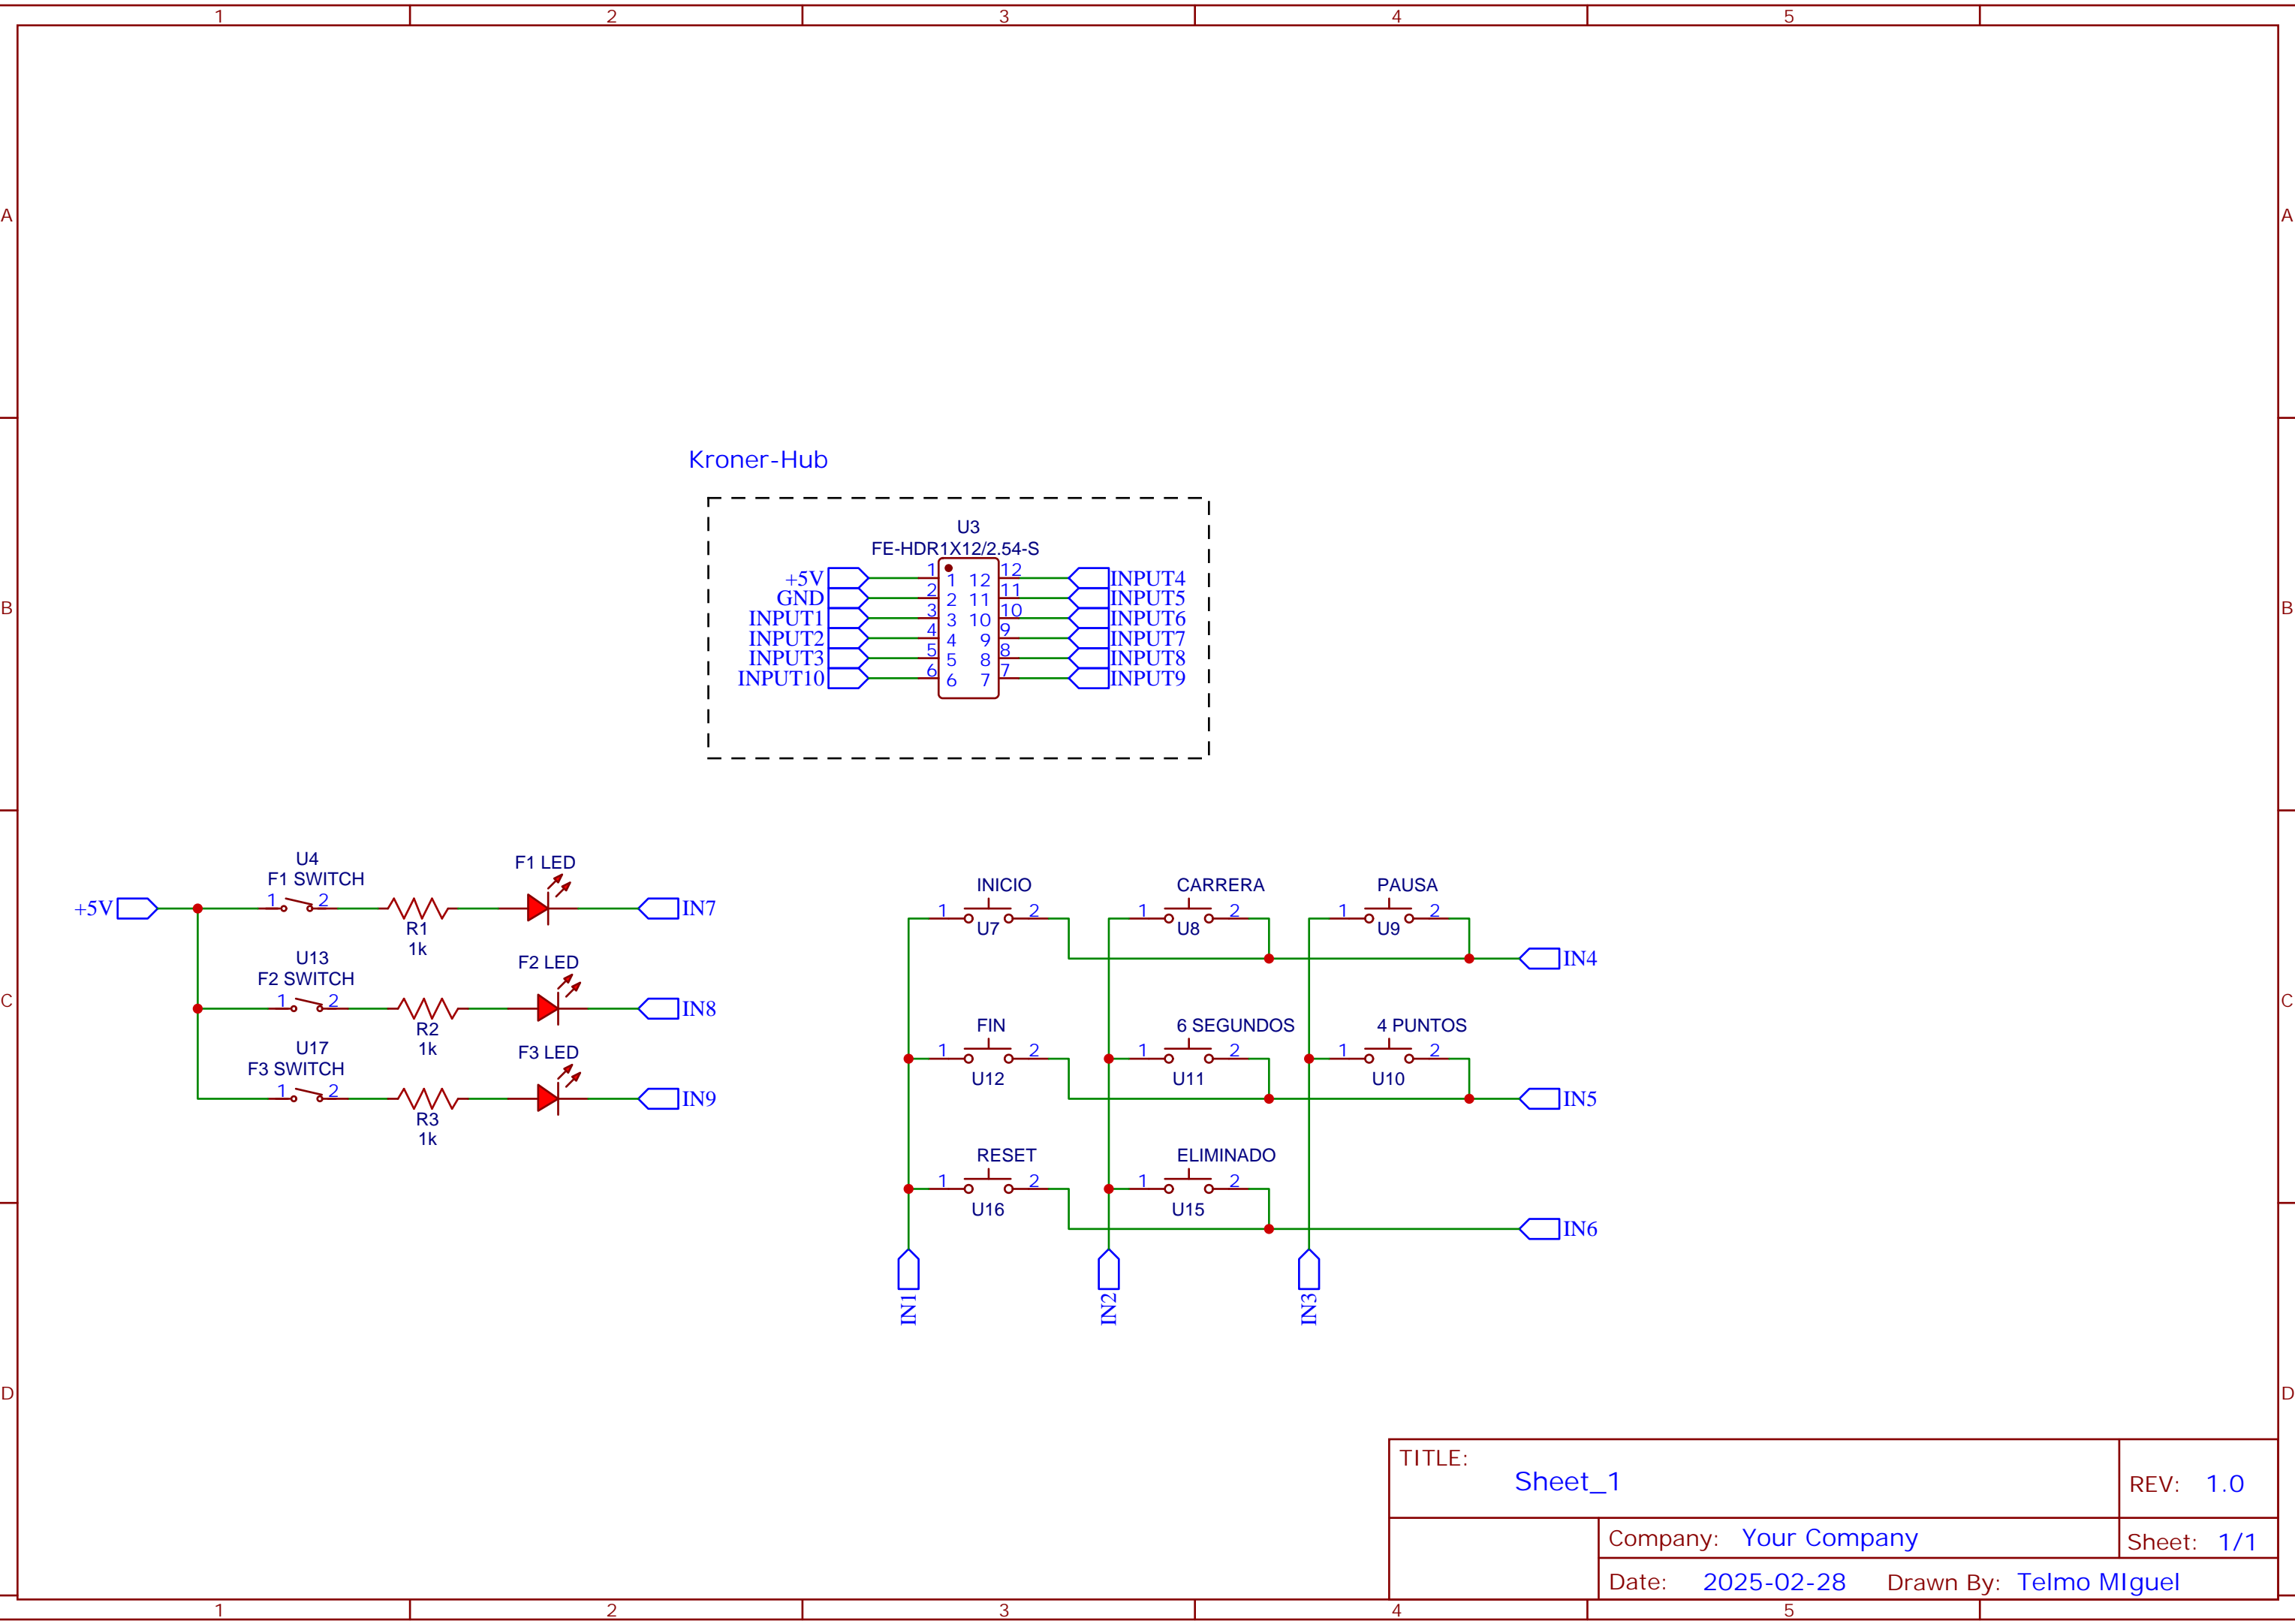 1 2 3 4 5
A A
Kroner-Hub
U3
FE-HDR1X12/2.54-S
+5V 1 1 12 12 INPUT4
GND 2 2 11 11 INPUT5
INPUT1 3 3 10 10 INPUT6
INPUT2 4 4 9 9 INPUT7
INPUT3 5 5 8 8 INPUT8
INPUT10 6 6 7 7 INPUT9
B B
U4
F1 SWITCH
F1 LED
+5V 1 2 IN7
R1
1k
U13
F2 SWITCH
F2 LED
1 2 IN8
R2
1k
U17
F3 SWITCH
F3 LED
1 2 IN9
R3
1k
INICIO CARRERA PAUSA
1 2 1 2 1 2
U7 U8 U9
IN4
C C
FIN 6 SEGUNDOS 4 PUNTOS
1 2 1 2 1 2
U12 U11 U10
IN5
RESET ELIMINADO
1 2 1 2
U16 U15
IN6
IN1 IN2 IN3
D D
TITLE:
Sheet_1
REV: 1.0
Company: Your Company
Sheet: 1/1
Date: 2025-02-28
Drawn By: Telmo MIguel
1 2 3 4 5